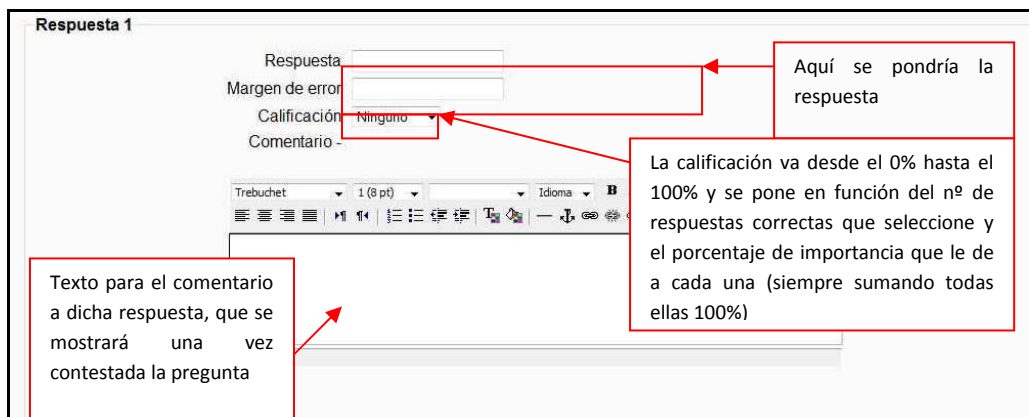 Respuesta 1
Respuesta
Margen de error
Calificación Ninguno
Comentario -
Aquí se pondría la
respuesta
La calificación va desde el 0% hasta el
100% y se pone en función del nº de
respuestas correctas que seleccione y
el porcentaje de importancia que le de
a cada una (siempre sumando todas
ellas 100%)
Trebuchet 1 (8 pt) Idioma B
Texto para el comentario
a dicha respuesta, que se
mostrará una vez
contestada la pregunta